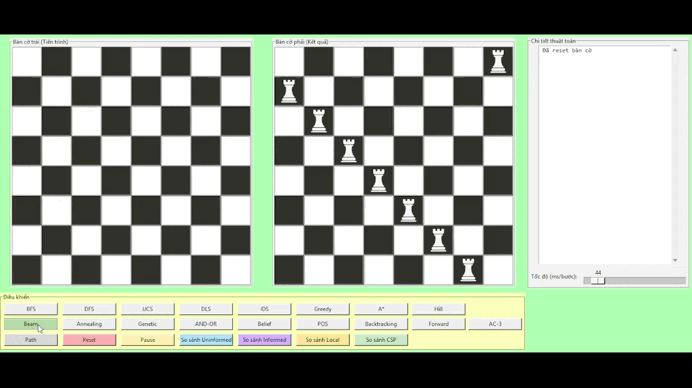 Bàn cờ trái (Tiến trình)
Bàn cờ phải (Kết quả)
Chi tiết thuật toán
Đã reset bàn cờ
Tốc độ (ms/bước):
44
Điều khiển
BFS DFS UCS DLS IDS Greedy A* Hill
Beam Annealing Genetic AND-OR Belief POS Backtracking Forward AC-3
Path Reset Pause So sánh Uninformed So sánh Informed So sánh Local So sánh CSP